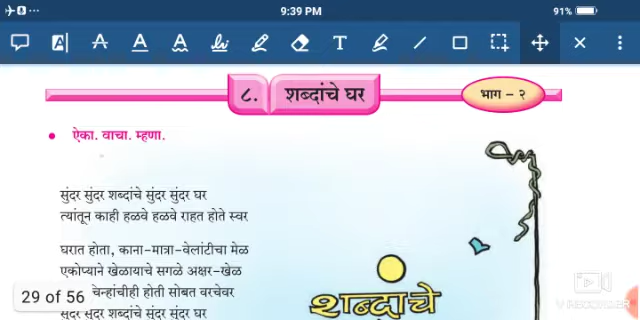 9:39 PM
91%
T
८. शब्दांचे घर
भाग – २
• ऐका. वाचा. म्हणा.
सुंदर सुंदर शब्दांचे सुंदर सुंदर घर
त्यांतून काही हळवे हळवे राहत होते स्वर
घरात होता, काना-मात्रा-वेलांटीचा मेळ
एकोप्याने खेळायाचे सगळे अक्षर-खेळ
होती सोबत वरचेवर
सुंदर सुंदर शब्दांचे सुंदर सुंदर घर
29 of 56
शब्दांचे
RECORDER